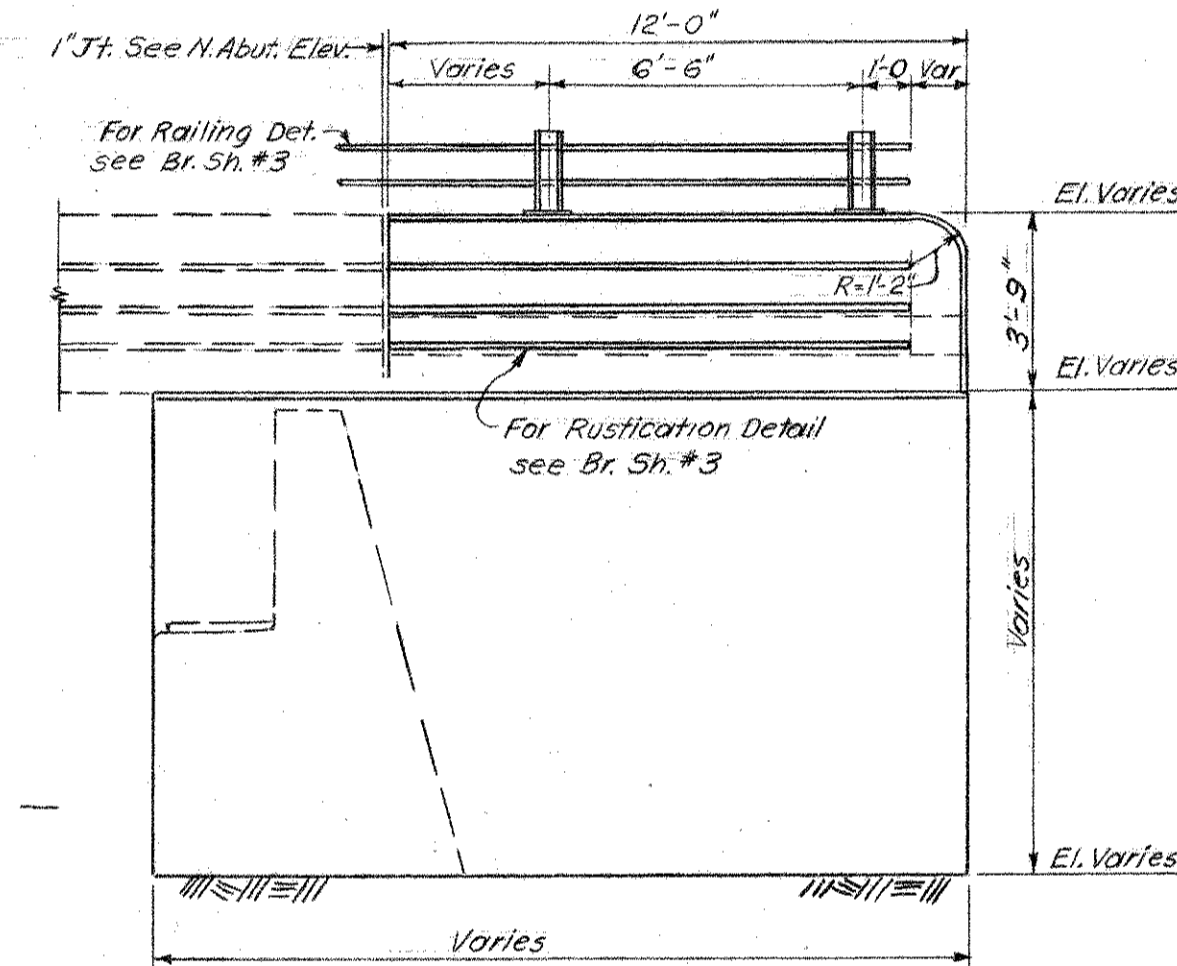 12'-0"
1" Jt. See N. Abut. Elev.
Varies
6'-6"
1'-0
Var.
For Railing Det.
see Br. Sh. #3
El. Varies
R=1'-2"
3'-9"
El. Varies
For Rustication Detail
see Br. Sh. #3
Varies
El. Varies
Varies